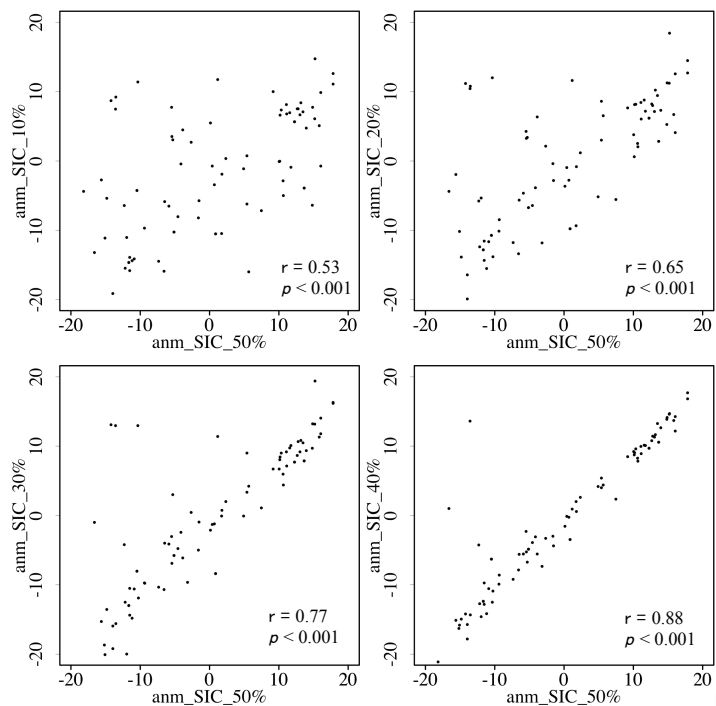 20
10
0
-10
-20
anm_SIC_10%
r = 0.53
p < 0.001
-20 -10 0 10 20
anm_SIC_50%
20
10
0
-10
-20
anm_SIC_20%
r = 0.65
p < 0.001
-20 -10 0 10 20
anm_SIC_50%
20
10
0
-10
-20
anm_SIC_30%
r = 0.77
p < 0.001
-20 -10 0 10 20
anm_SIC_50%
20
10
0
-10
-20
anm_SIC_40%
r = 0.88
p < 0.001
-20 -10 0 10 20
anm_SIC_50%